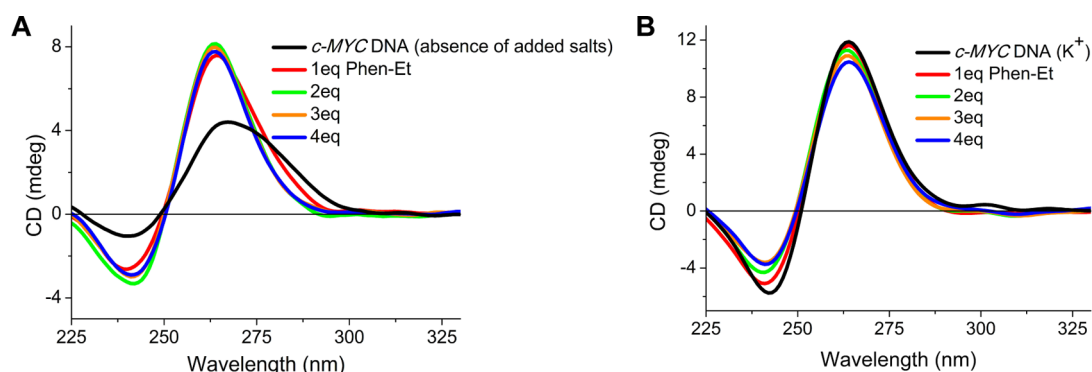 A
8
4
0
-4
CD (mdeg)
c-MYC DNA (absence of added salts)
1eq Phen-Et
2eq
3eq
4eq
225 250 275 300 325
Wavelength (nm)
B
12
8
4
0
-4
-8
CD (mdeg)
c-MYC DNA (K⁺)
1eq Phen-Et
2eq
3eq
4eq
225 250 275 300 325
Wavelength (nm)